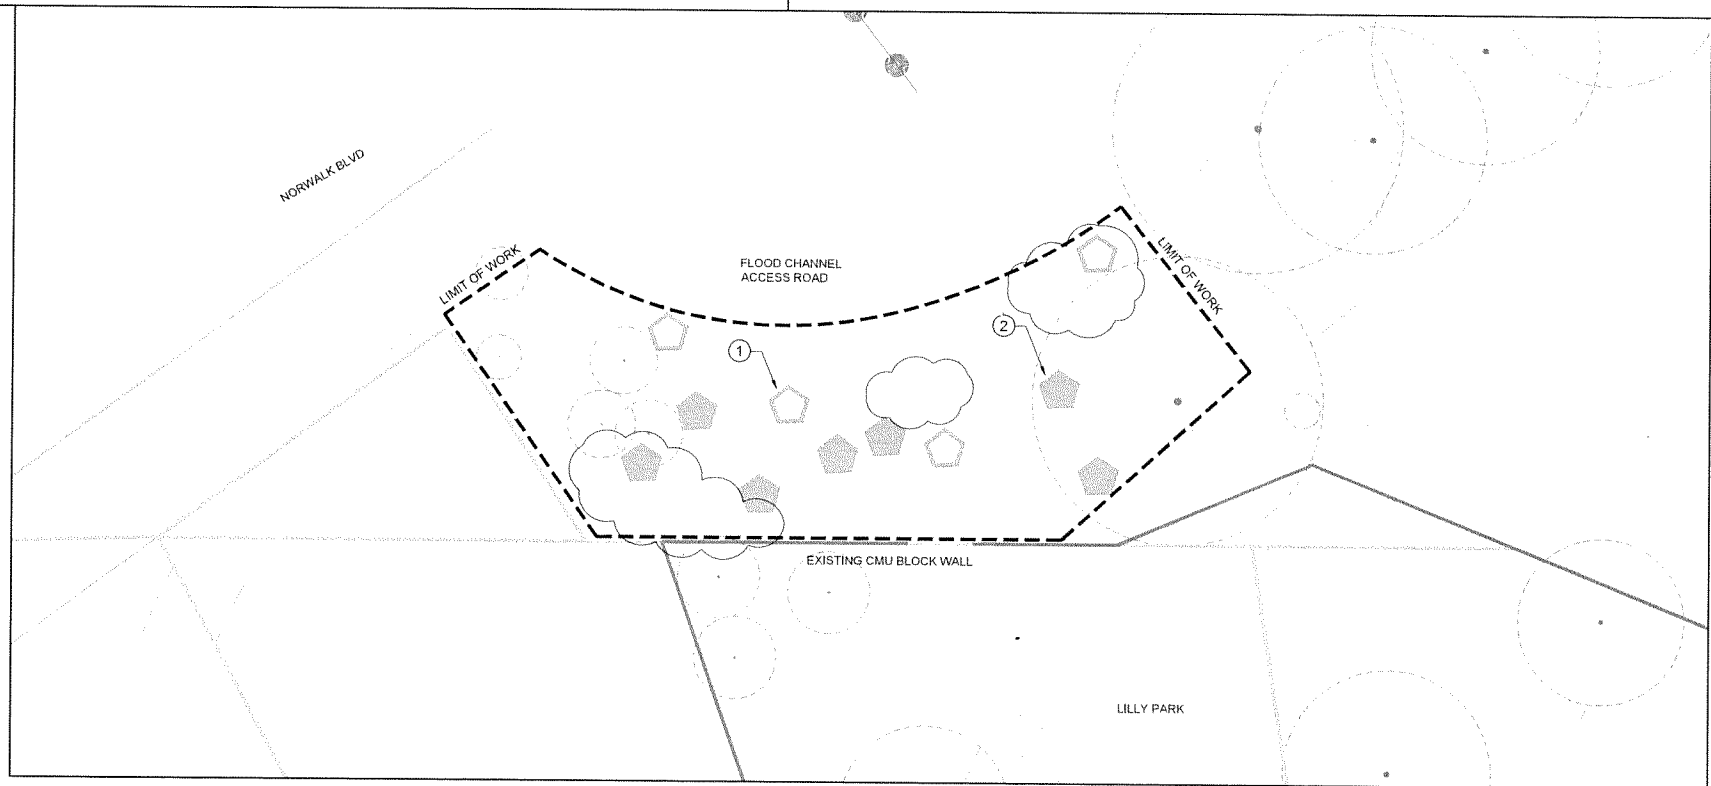 NORWALK BLVD
LIMIT OF WORK
FLOOD CHANNEL
ACCESS ROAD
LIMIT OF WORK
1
2
EXISTING CMU BLOCK WALL
LILLY PARK